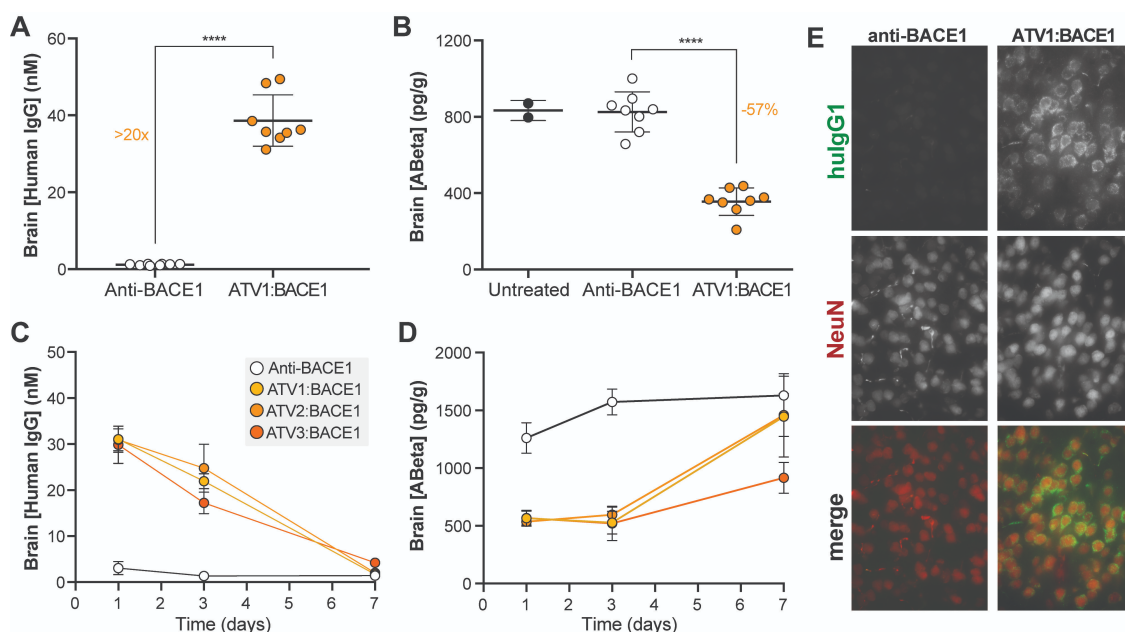 A
Brain [Human IgG] (nM)
60
40
20
0
>20x
****
Anti-BACE1
ATV1:BACE1
B
Brain [ABeta] (pg/g)
1200
800
400
0
****
-57%
Untreated
Anti-BACE1
ATV1:BACE1
C
Brain [Human IgG] (nM)
50
40
30
20
10
0
Anti-BACE1
ATV1:BACE1
ATV2:BACE1
ATV3:BACE1
0 1 2 3 4 5 6 7
Time (days)
D
Brain [ABeta] (pg/g)
2000
1500
1000
500
0
0 1 2 3 4 5 6 7
Time (days)
E
anti-BACE1
ATV1:BACE1
huIgG1
NeuN
merge